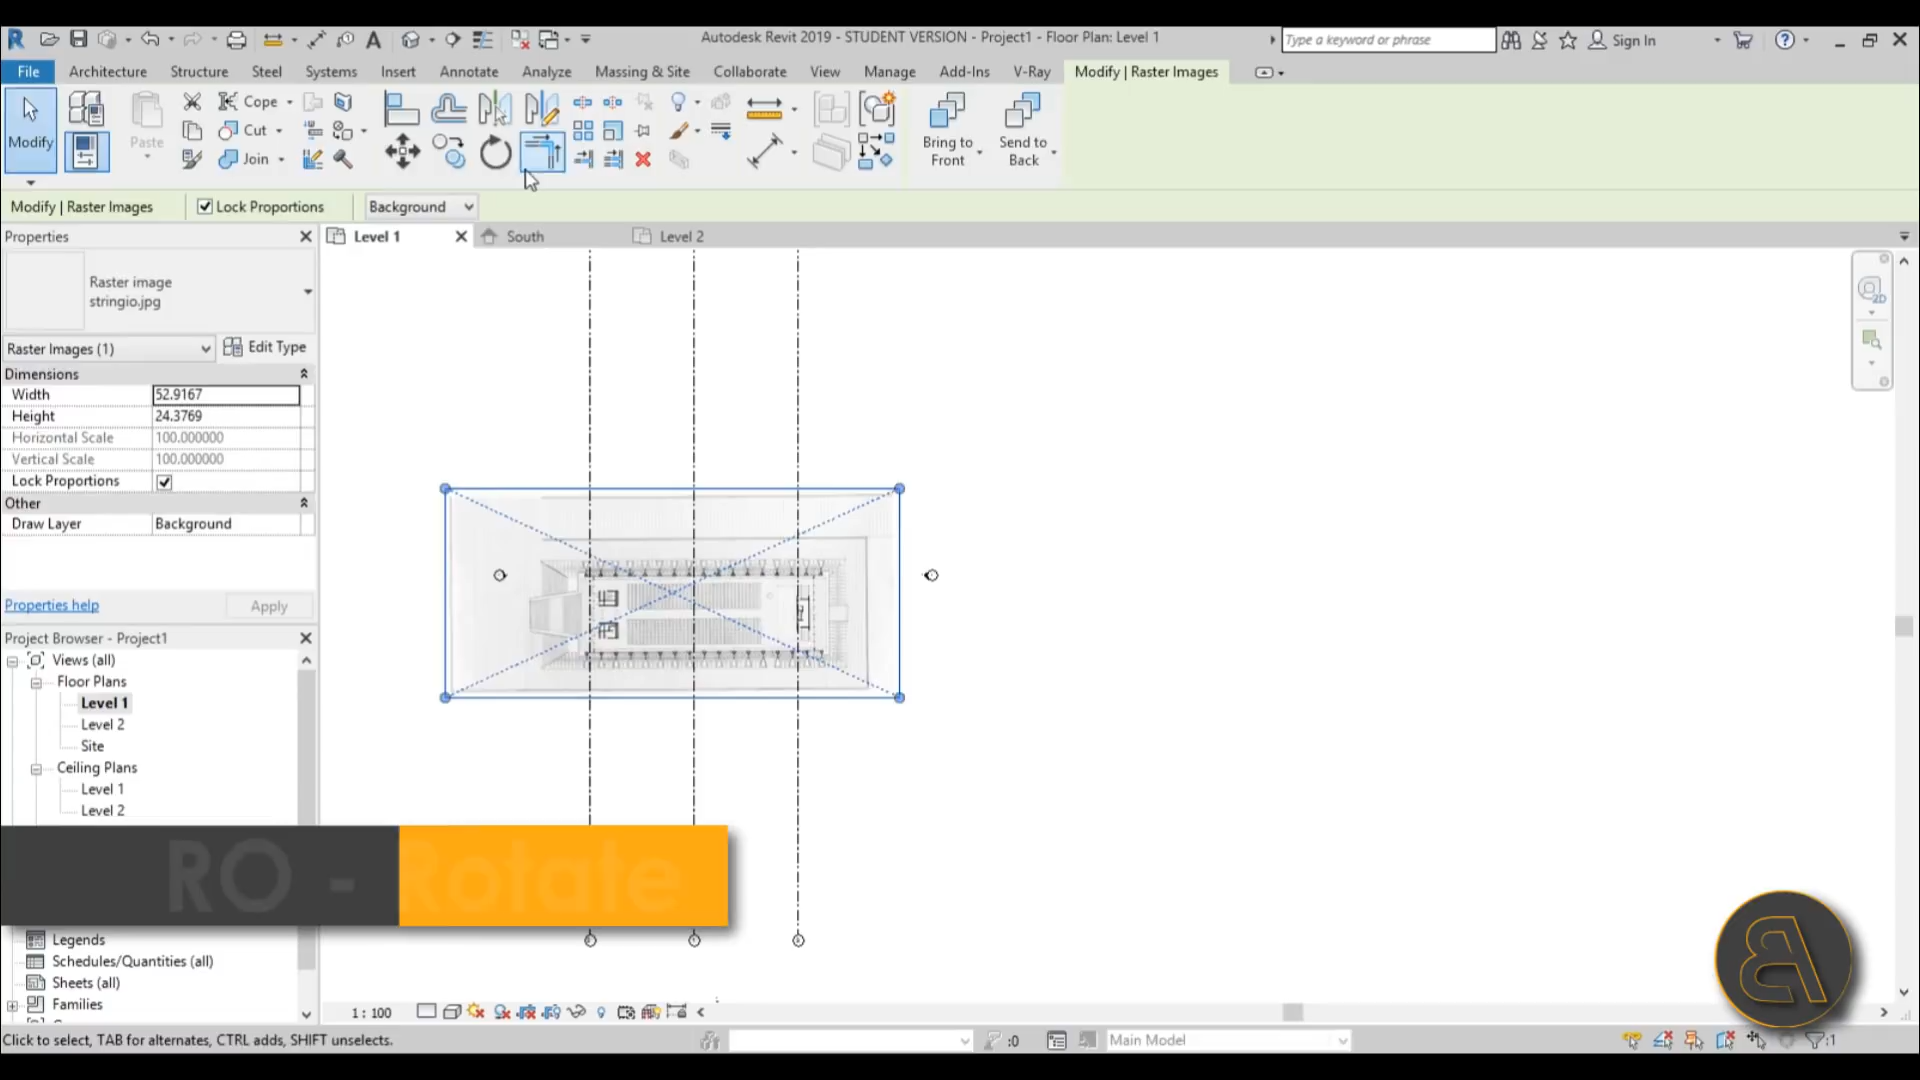 Autodesk Revit 2019 - STUDENT VERSION - Project1 - Floor Plan: Level 1
Type a keyword or phrase
Sign In
File
Architecture
Structure
Steel
Systems
Insert
Annotate
Analyze
Massing & Site
Collaborate
View
Manage
Add-Ins
V-Ray
Modify | Raster Images
Modify
Paste
Cope
Cut
Join
Bring to
Front
Send to
Back
Modify | Raster Images
Lock Proportions
Background
Properties
Level 1
South
Level 2
Raster image
stringio.jpg
Raster Images (1)
Edit Type
Dimensions
Width 52.9167
Height 24.3769
Horizontal Scale 100.000000
Vertical Scale 100.000000
Lock Proportions
Other
Draw Layer Background
Properties help
Apply
Project Browser - Project1
Views (all)
Floor Plans
Level 1
Level 2
Site
Ceiling Plans
Level 1
Level 2
RO - Rotate
Legends
Schedules/Quantities (all)
Sheets (all)
Families
1 : 100
Click to select, TAB for alternates, CTRL adds, SHIFT unselects.
:0
Main Model
:1
2D